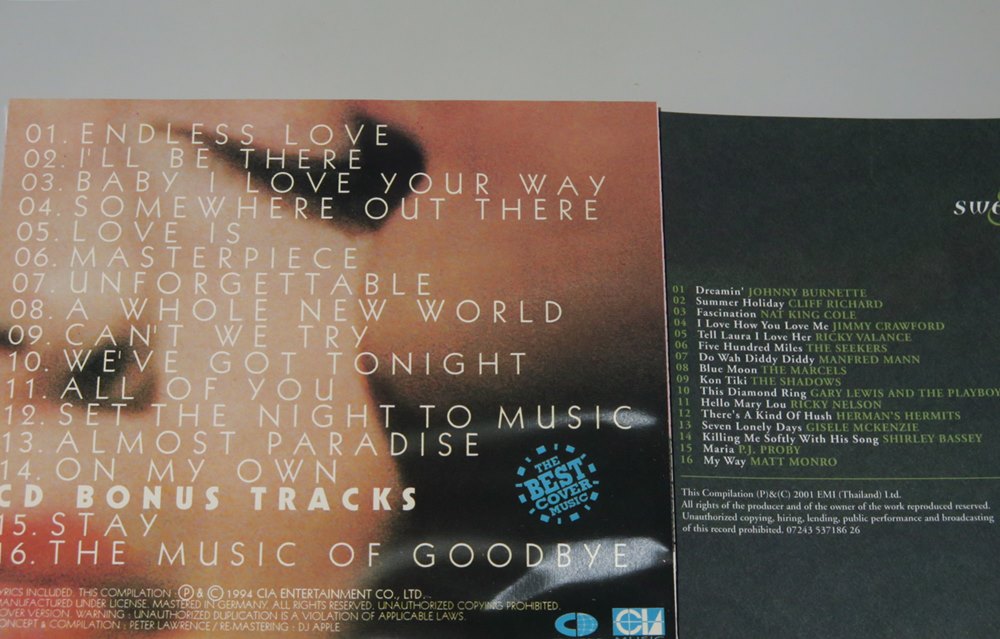 01. ENDLESS LOVE
02. I'LL BE THERE
03. BABY I LOVE YOUR WAY
04. SOMEWHERE OUT THERE
05. LOVE IS
06. MASTERPIECE
07. UNFORGETTABLE
08. A WHOLE NEW WORLD
09. CAN'T WE TRY
10. WE'VE GOT TONIGHT
11. ALL OF YOU
12. SET THE NIGHT TO MUSIC
13. ALMOST PARADISE
14. ON MY OWN
CD BONUS TRACKS
15. STAY
16. THE MUSIC OF GOODBYE
THE
BEST
COVER
MUSIC
LYRICS INCLUDED. THIS COMPILATION : (P) & © 1994 CIA ENTERTAINMENT CO., LTD.
MANUFACTURED UNDER LICENSE. MASTERED IN GERMANY. ALL RIGHTS RESERVED. UNAUTHORIZED COPYING PROHIBITED.
COVER VERSION. WARNING : UNAUTHORIZED DUPLICATION IS A VIOLATION OF APPLICABLE LAWS.
CONCEPT & COMPILATION : PETER LAWRENCE / RE-MASTERING : DJ APPLE
CD
CIA
MUSIC
swe
01 Dreamin' JOHNNY BURNETTE
02 Summer Holiday CLIFF RICHARD
03 Fascination NAT KING COLE
04 I Love How You Love Me JIMMY CRAWFORD
05 Tell Laura I Love Her RICKY VALANCE
06 Five Hundred Miles THE SEEKERS
07 Do Wah Diddy Diddy MANFRED MANN
08 Blue Moon THE MARCELS
09 Kon Tiki THE SHADOWS
10 This Diamond Ring GARY LEWIS AND THE PLAYBOY
11 Hello Mary Lou RICKY NELSON
12 There's A Kind Of Hush HERMAN'S HERMITS
13 Seven Lonely Days GISELE MCKENZIE
14 Killing Me Softly With His Song SHIRLEY BASSEY
15 Maria P.J. PROBY
16 My Way MATT MONRO
This Compilation (P)&(C) 2001 EMI (Thailand) Ltd.
All rights of the producer and of the owner of the work reproduced reserved.
Unauthorized copying, hiring, lending, public performance and broadcasting
of this record prohibited. 07243 537186 26